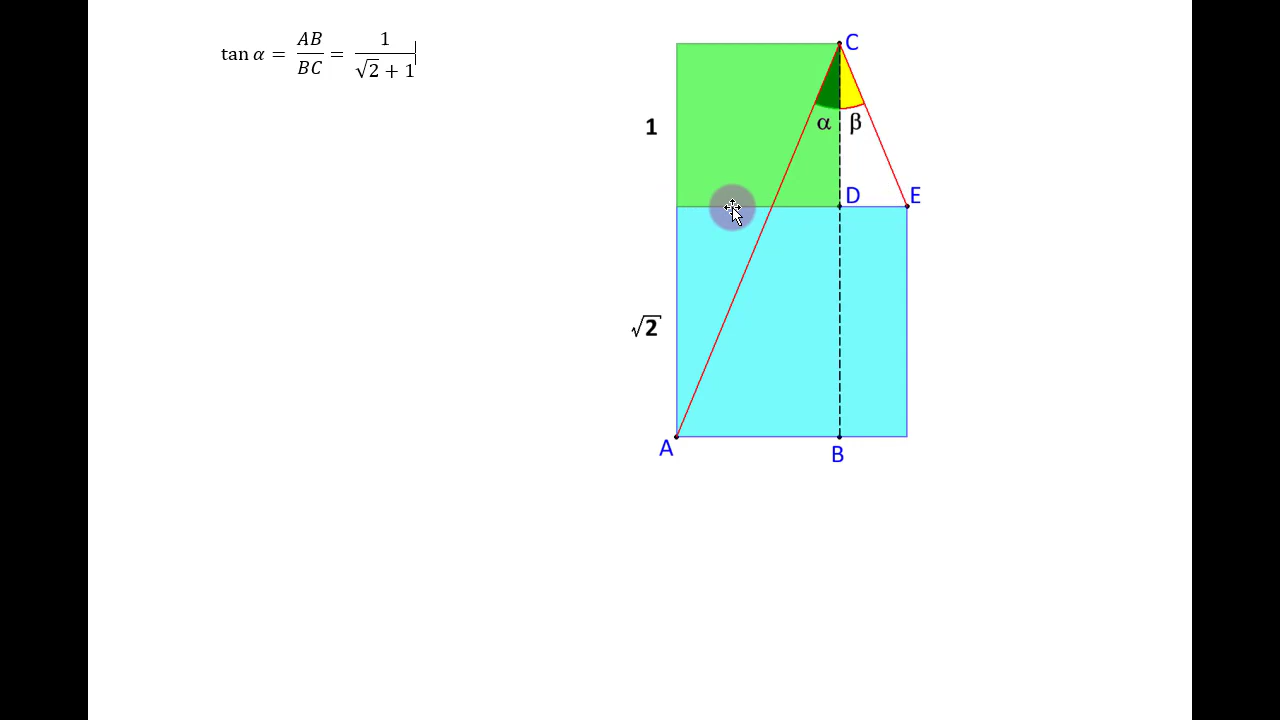 tan α = AB/BC = 1/(√2 + 1)
C
1
α β
D E
√2
A
B